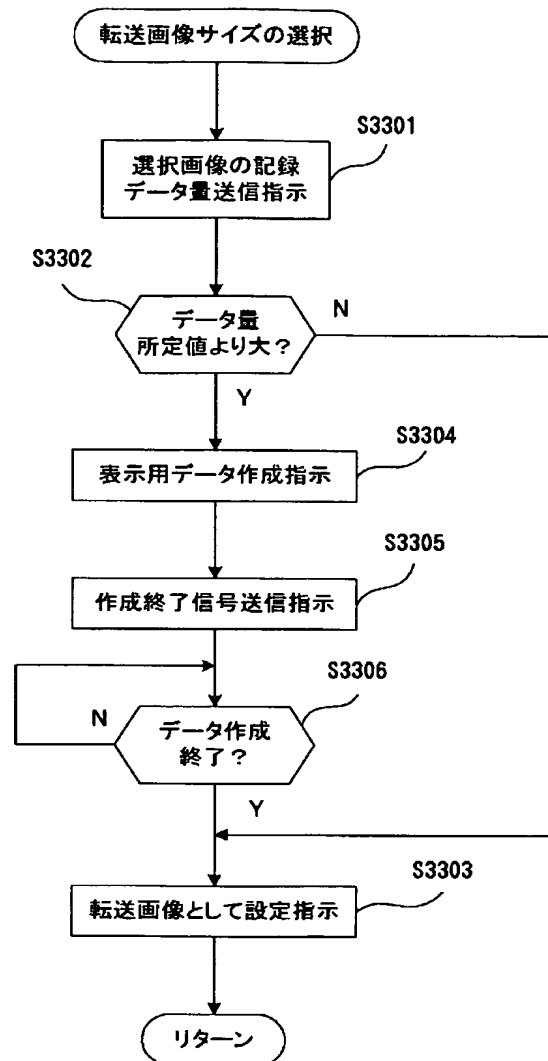 転送画像サイズの選択
S3301
選択画像の記録
データ量送信指示
S3302
データ量
所定値より大?
N
Y
S3304
表示用データ作成指示
S3305
作成終了信号送信指示
S3306
データ作成
終了?
N
Y
S3303
転送画像として設定指示
リターン